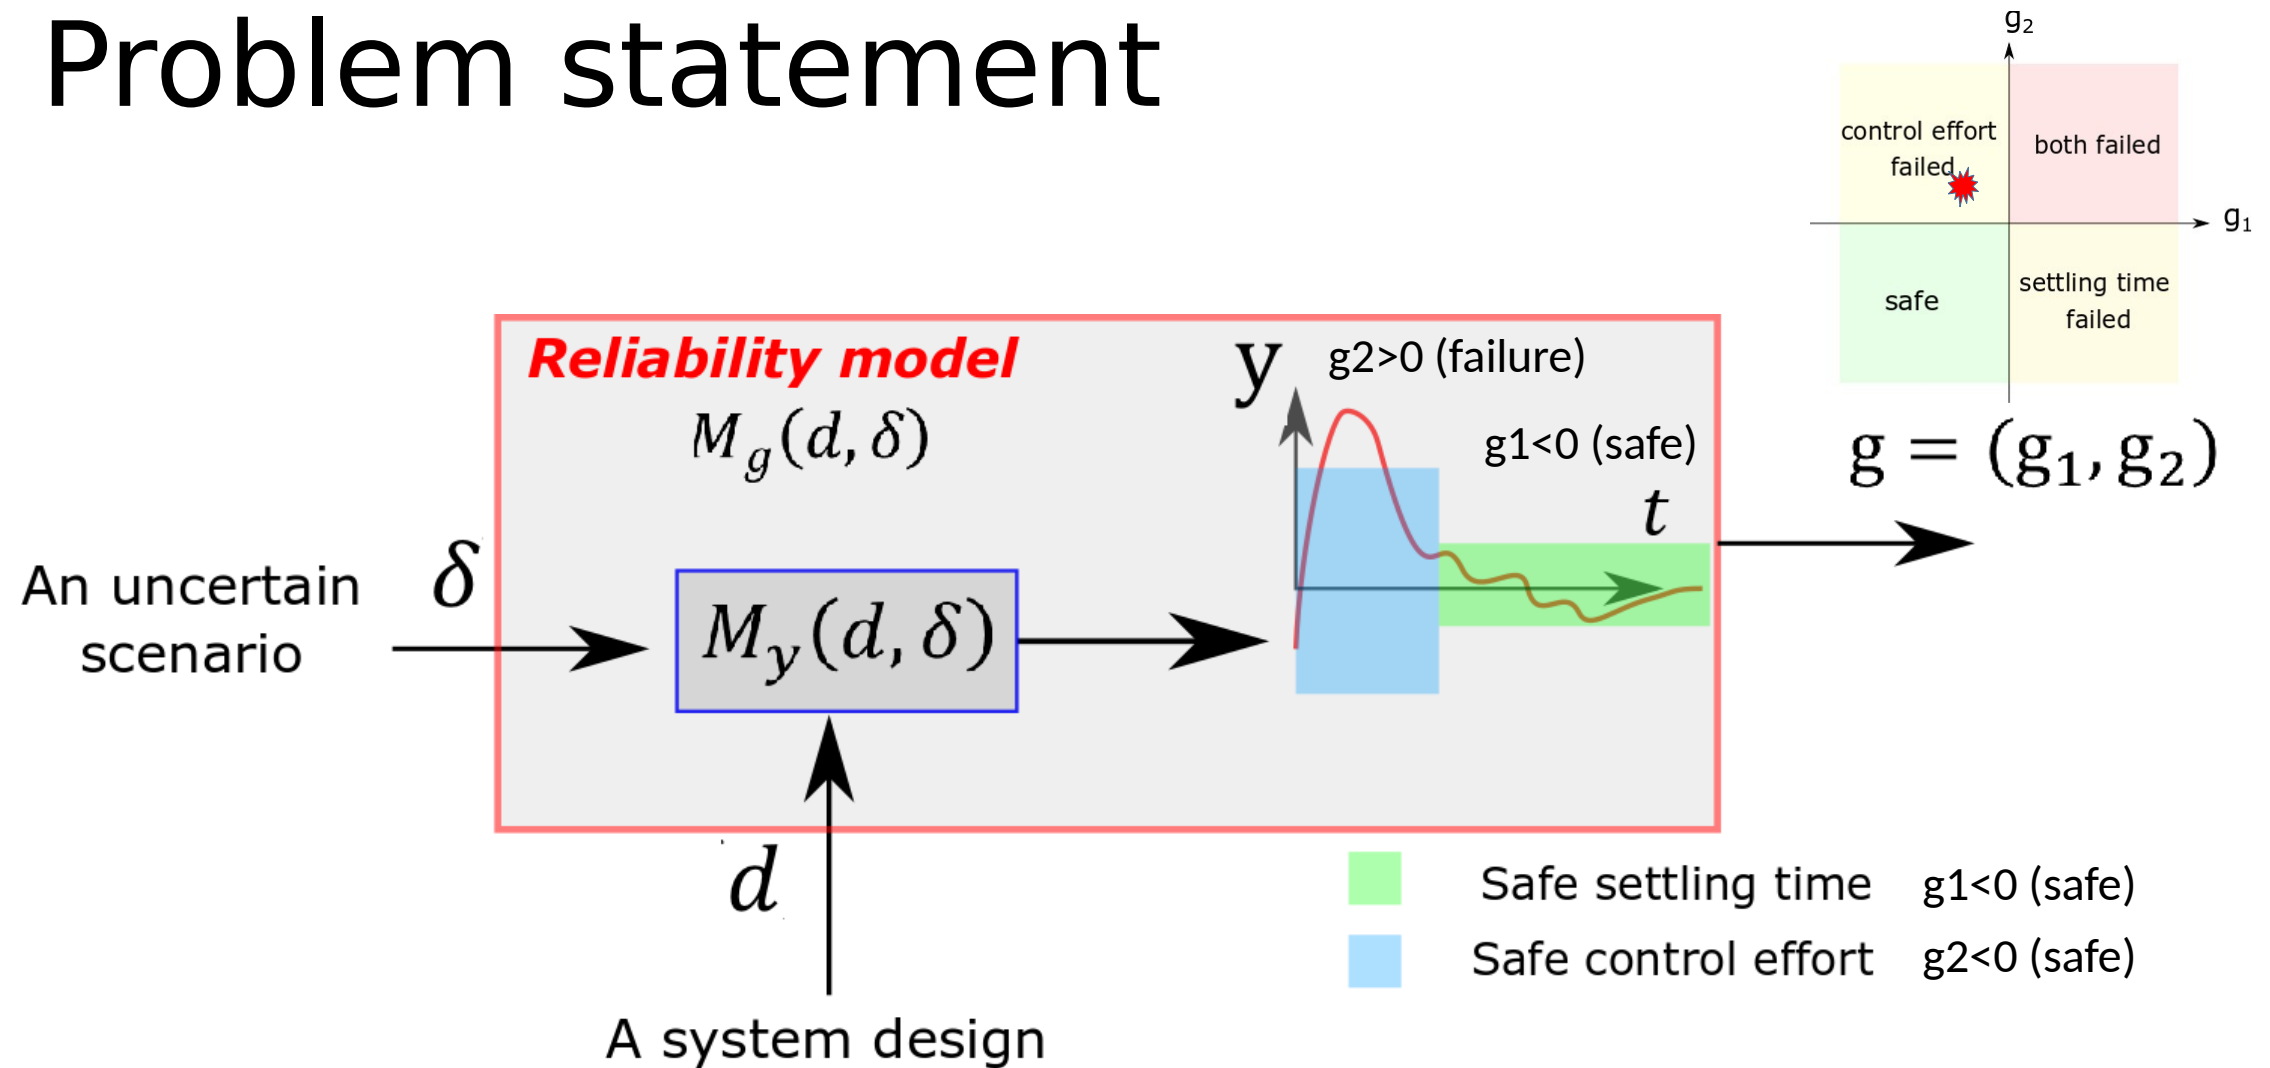 Problem statement
g₂
control effort
failed
both failed
g₁
safe
settling time
failed
Reliability model
M_g(d, δ)
y
g2>0 (failure)
g1<0 (safe)
t
g = (g₁, g₂)
An uncertain
scenario
δ
M_y(d, δ)
d
A system design
Safe settling time g1<0 (safe)
Safe control effort g2<0 (safe)